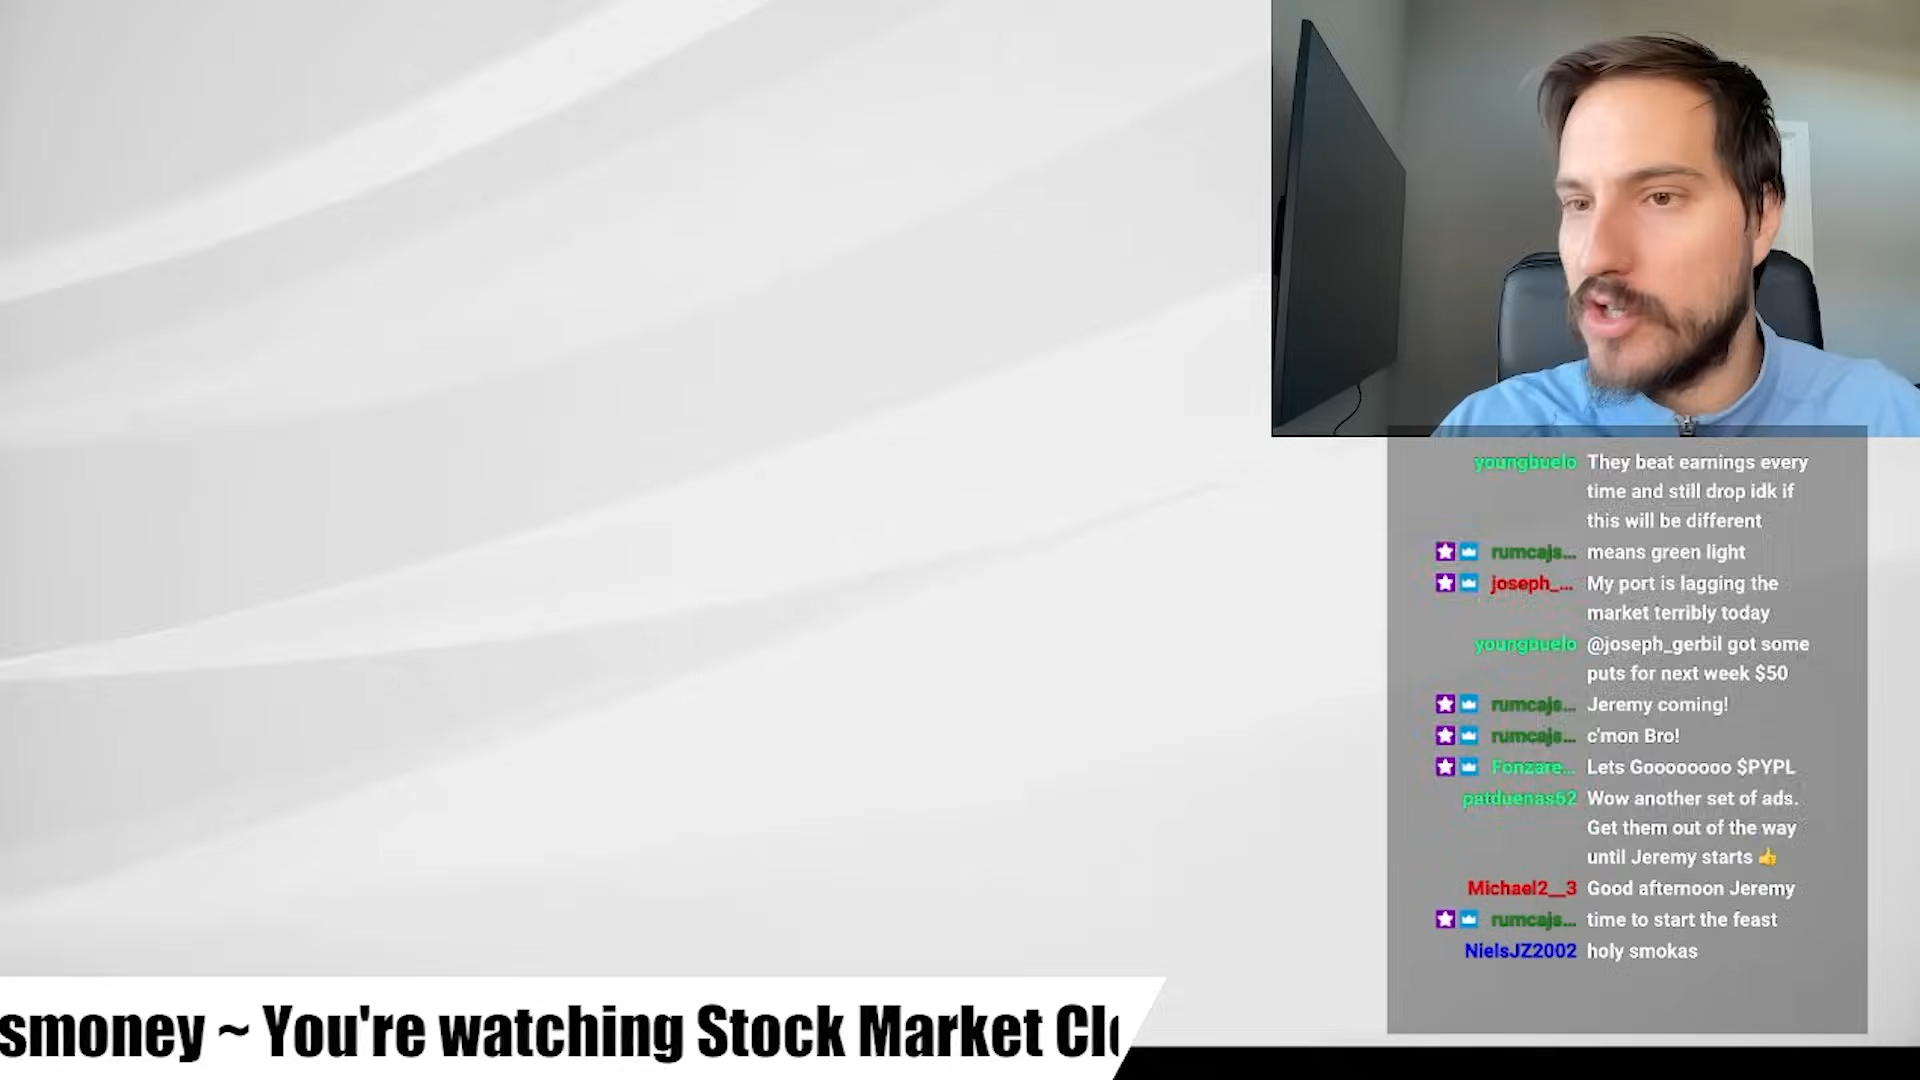 youngbuelo They beat earnings every
time and still drop idk if
this will be different
rumcajs... means green light
joseph_... My port is lagging the
market terribly today
youngbuelo @joseph_gerbil got some
puts for next week $50
rumcajs... Jeremy coming!
rumcajs... c'mon Bro!
Fonzare... Lets Goooooooo $PYPL
patduenas62 Wow another set of ads.
Get them out of the way
until Jeremy starts 👍
Michael2__3 Good afternoon Jeremy
rumcajs... time to start the feast
NielsJZ2002 holy smokas
smoney ~ You're watching Stock Market Clo